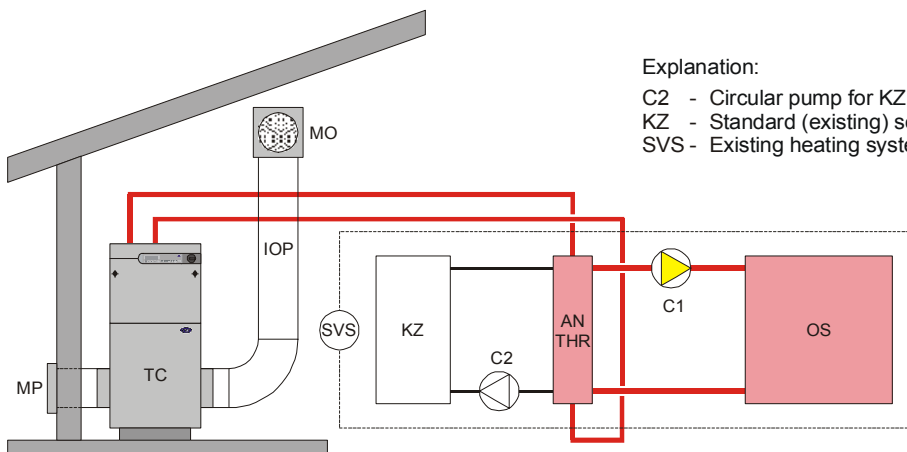 Explanation:
C2 - Circular pump for KZ
KZ - Standard (existing)
SVS - Existing heating
MO
IOP
SVS
KZ
C2
AN
THR
C1
OS
MP
TC